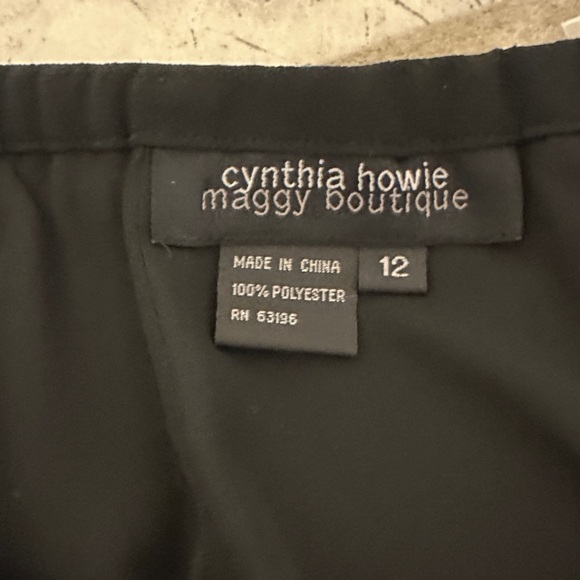 cynthia howie
maggy boutique
MADE IN CHINA
12
100% POLYESTER
RN 63196